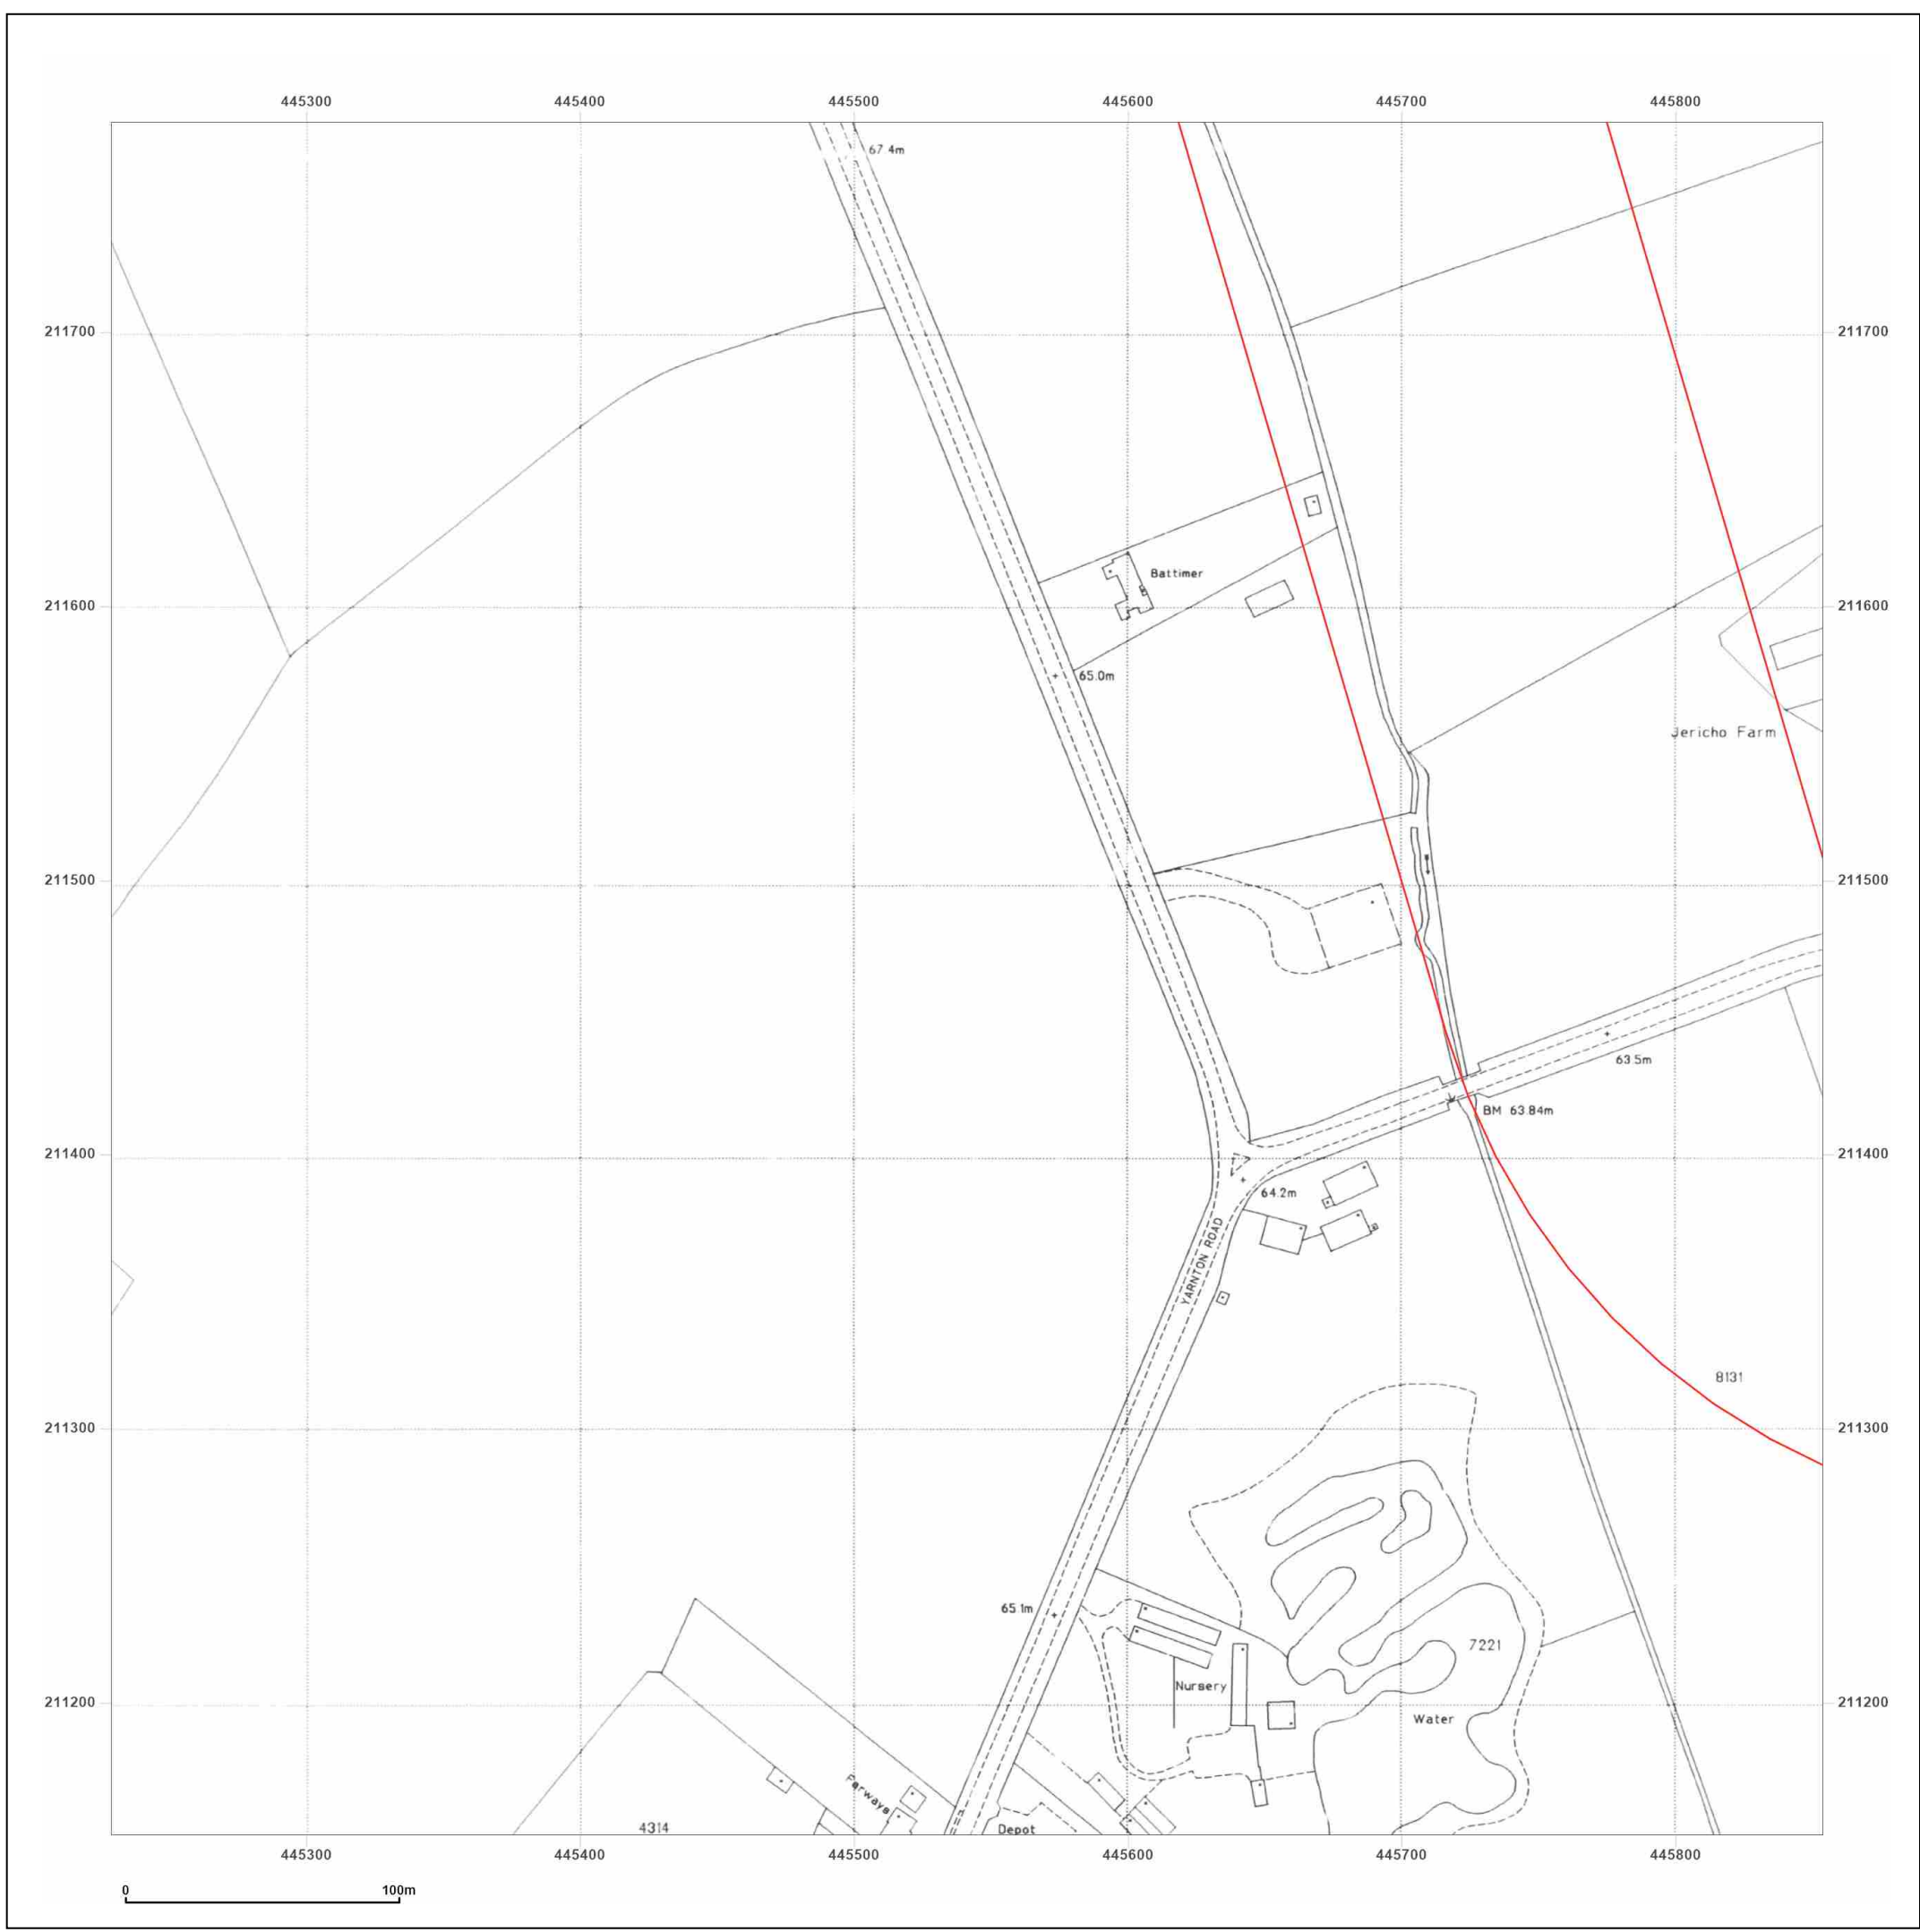 445300 445400 445500 445600 445700 445800
67.4m
211700 211700
Battimer
211600 211600
65.0m
Jericho Farm
211500 211500
63.5m
BM 63.84m
211400 211400
64.2m
YARNTON ROAD
8131
211300 211300
65.1m
7221
Nursery
211200 211200
Water
Parways
4314
Depot
445300 445400 445500 445600 445700 445800
0 100m